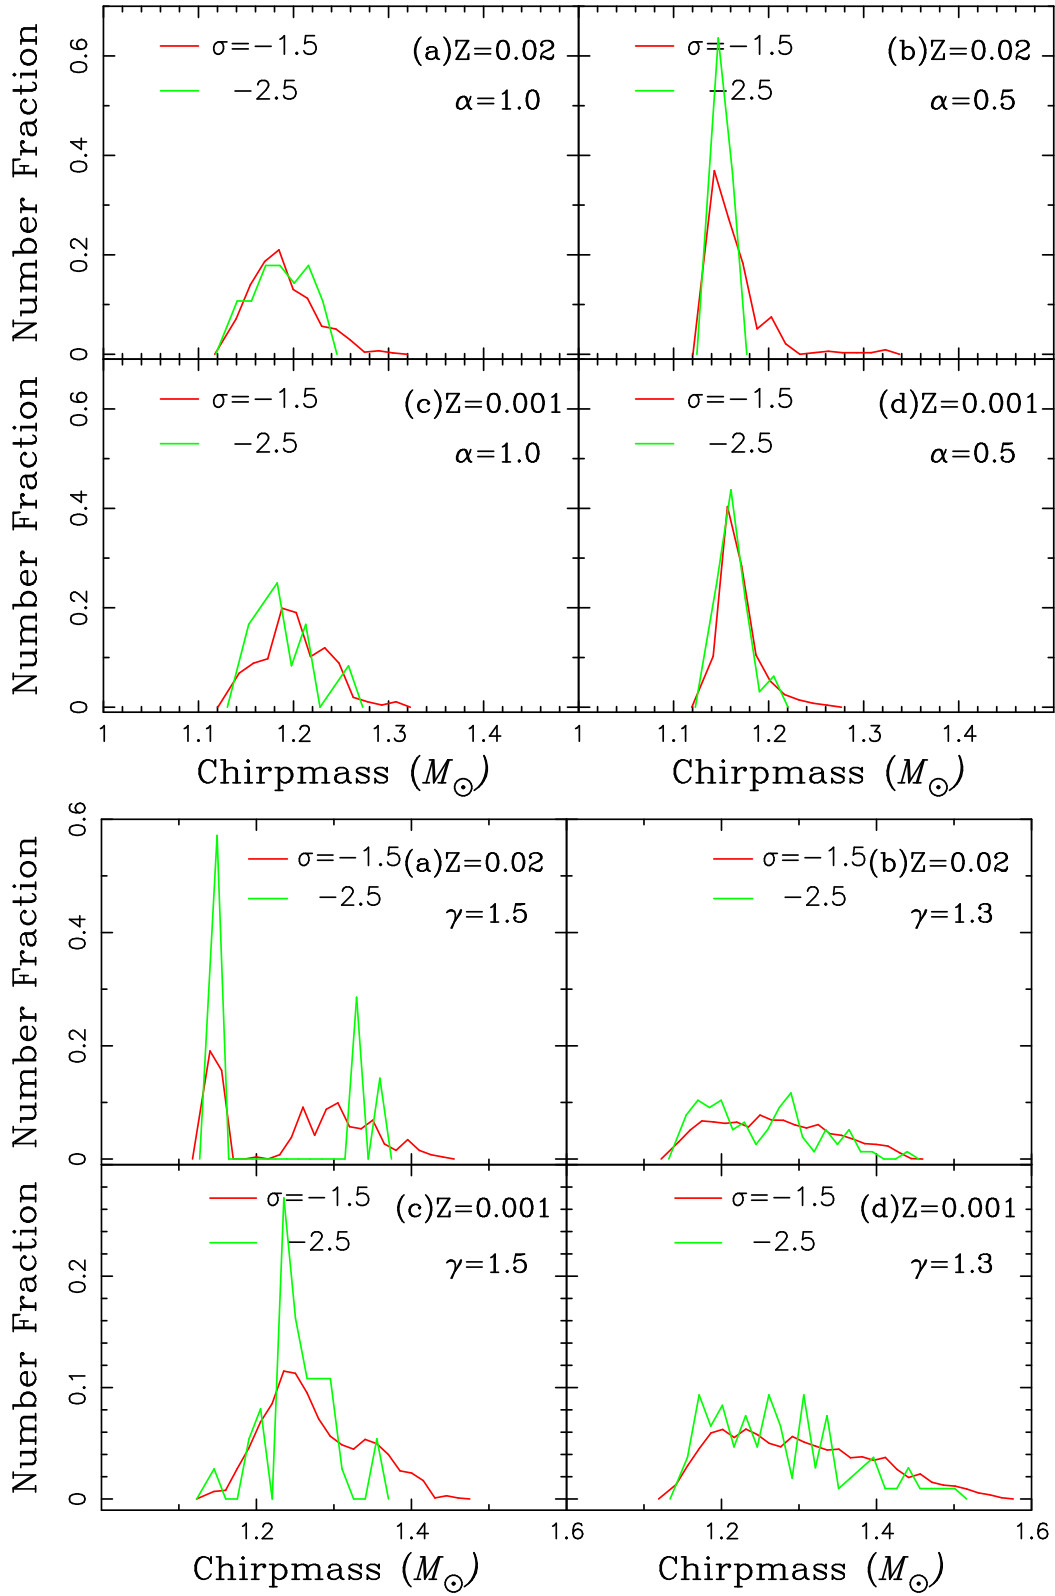 σ=−1.5 (a)Z=0.02
−2.5
α=1.0
σ=−1.5 (b)Z=0.02
−2.5
α=0.5
Number Fraction
0.6
0.4
0.2
0
σ=−1.5 (c)Z=0.001
−2.5
α=1.0
σ=−1.5 (d)Z=0.001
−2.5
α=0.5
Number Fraction
0.6
0.4
0.2
0
1 1.1 1.2 1.3 1.4 1 1.1 1.2 1.3 1.4
Chirpmass (M☉) Chirpmass (M☉)
σ=−1.5 (a)Z=0.02
−2.5
γ=1.5
σ=−1.5 (b)Z=0.02
−2.5
γ=1.3
Number Fraction
0.6
0.4
0.2
0
σ=−1.5 (c)Z=0.001
−2.5
γ=1.5
σ=−1.5 (d)Z=0.001
−2.5
γ=1.3
Number Fraction
0.2
0.1
0
1.2 1.4 1.6 1.2 1.4 1.6
Chirpmass (M☉) Chirpmass (M☉)